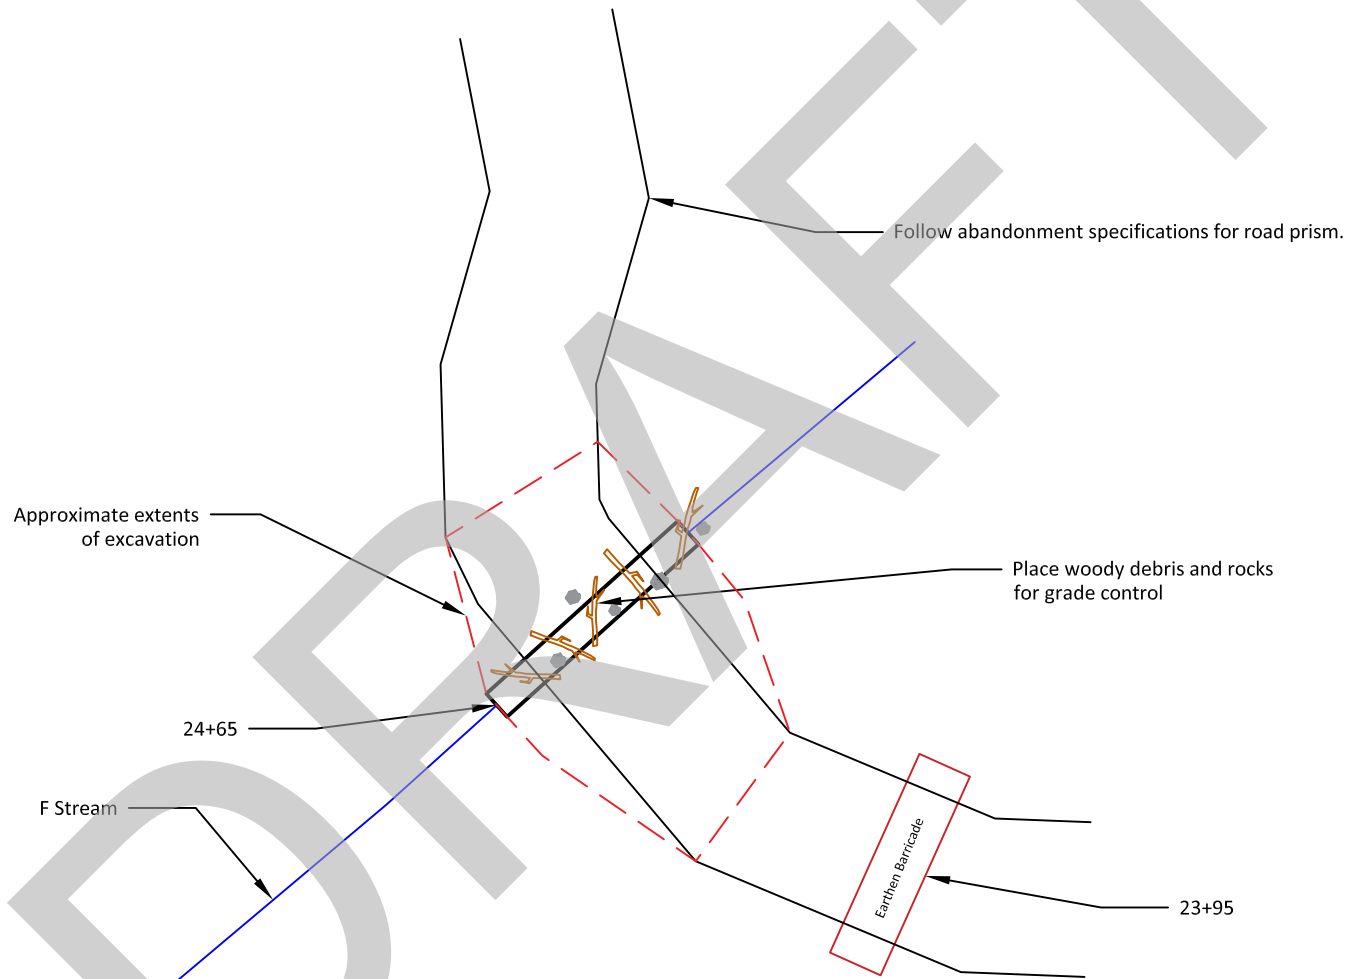 Follow abandonment specifications for road prism.
Approximate extents
of excavation
Place woody debris and rocks
for grade control
24+65
F Stream
Earthen Barricade
23+95
DRAFT